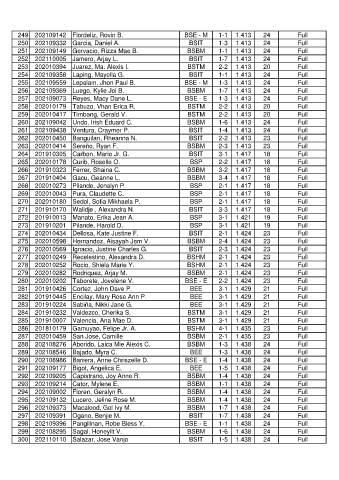 249 202109142 Flordeliz, Rovin B. BSE - M 1-1 1.413 24 Full
250 202109332 Garcia, Daniel A. BSIT 1-3 1.413 24 Full
251 202109149 Gervacio, Rizza Mae B. BSBM 1-1 1.413 24 Full
252 202110005 Jamero, Arjay L. BSIT 1-7 1.413 24 Full
253 202010394 Juarez, Ma. Alexis I. BSTM 2-2 1.413 20 Full
254 202109358 Laping, Mayolla G. BSIT 1-1 1.413 24 Full
255 202109559 Lepalam, Jhon Paul B. BSE - M 1-3 1.413 24 Full
256 202109369 Luego, Kylie Joi B. BSBM 1-7 1.413 24 Full
257 202109073 Reyes, Macy Dane L. BSE - E 1-3 1.413 24 Full
258 202010179 Tabuzo, Vhan Erica R. BSTM 2-2 1.413 20 Full
259 202010417 Timbang, Gerald V. BSTM 2-2 1.413 20 Full
260 202109042 Undo, Irish Eduard C. BSBM 1-6 1.413 24 Full
261 202109438 Ventura, Craymor P. BSIT 1-4 1.413 24 Full
262 202010450 Banquilan, Rheanna N. BSIT 2-2 1.413 23 Full
263 202010414 Sereño, Ryan F. BSBM 2-3 1.413 23 Full
264 201910305 Caribon, Mario Jr. G. BSIT 3-1 1.417 18 Full
265 202010178 Curib, Roselle O. BSP 2-2 1.417 18 Full
266 201910323 Ferrer, Shaina C. BSBM 3-2 1.417 18 Full
267 201910404 Gacu, Geanne L. BSBM 3-4 1.417 18 Full
268 202010273 Pilande, Jenalyn P. BSP 2-1 1.417 18 Full
269 202010043 Pura, Claudette C. BSP 2-1 1.417 18 Full
270 202010180 Sedol, Sofia Mikhaela P. BSP 2-1 1.417 18 Full
271 201910170 Walidje , Alexandra N. BSIT 3-3 1.417 19 Full
272 201910013 Manato, Erika Jean A. BSP 3-1 1.421 19 Full
273 201910201 Pilande, Harold D. BSP 3-1 1.421 19 Full
274 202010434 Dellosa, Kate Justine F. BSIT 2-1 1.424 23 Full
275 202010598 Hernandoz, Aisayah Jem V. BSBM 2-4 1.424 23 Full
276 202010569 Ignacio, Justine Charles G. BSIT 2-3 1.424 23 Full
277 202010249 Recelestino, Alexandra D. BSHM 2-1 1.424 23 Full
278 202010252 Rocio, Shiela Marie Y. BSHM 2-1 1.424 23 Full
279 202010282 Rodriquez, Arjay M. BSBM 2-1 1.424 23 Full
280 202010202 Taborete, Jovelene V. BSE - E 2-2 1.424 23 Full
281 201910426 Cortez, John Dave P. BEE 3-1 1.429 21 Full
282 201910445 Encilay, Mary Rose Ann P BEE 3-1 1.429 21 Full
283 201910224 Sabiña, Nikki Jane G. BEE 3-1 1.429 21 Full
284 201910232 Valdezco, Cherika S. BSTM 3-1 1.429 21 Full
285 201910007 Valencia, Ana Mae D. BSTM 3-1 1.429 21 Full
286 201810179 Gamuyao, Felipe Jr. A. BSHM 4-1 1.435 23 Full
287 202010459 San Jose, Camille BSBM 2-1 1.435 23 Full
288 202108276 Aborido, Laica Mie Alexis C. BSBM 1-3 1.438 24 Full
289 202108546 Bajado, Myra C. BEE 1-3 1.438 24 Full
290 202108986 Barrera, Anne Chriszelle D. BSE - E 1-4 1.438 24 Full
291 202109177 Bigot, Angelica E. BEE 1-5 1.438 24 Full
292 202109205 Capistrano, Joy Anne R. BSBM 1-4 1.438 24 Full
293 202109214 Cator, Mylene E. BSBM 1-1 1.438 24 Full
294 202109002 Floren, Geralyn R. BSBM 1-4 1.438 24 Full
295 202109132 Lucero, Jeline Rose M. BSBM 1-4 1.438 24 Full
296 202109373 Macalood, Gel Ivy M. BSBM 1-7 1.438 24 Full
297 202109391 Ogano, Benjie M. BSIT 1-7 1.438 24 Full
298 202109396 Pangilinan, Robe Blessy Y. BSE - E 1-1 1.438 24 Full
299 202108295 Sagal, Honeylit V. BSBM 1-6 1.438 24 Full
300 202110110 Salazar, Jose Vanjo BSIT 1-5 1.438 24 Full